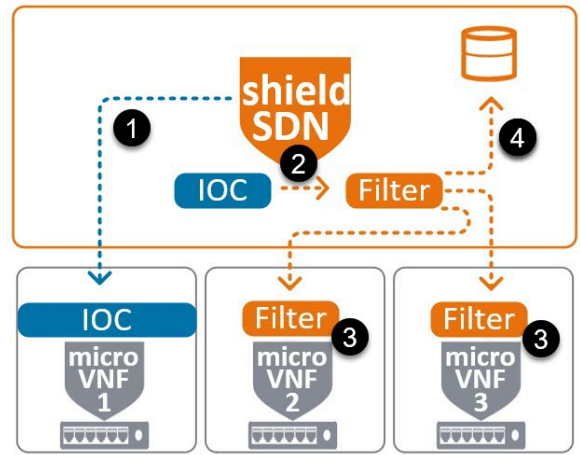 shield
SDN
1
2
4
IOC
Filter
IOC
Filter
3
Filter
3
micro
VNF
1
micro
VNF
2
micro
VNF
3